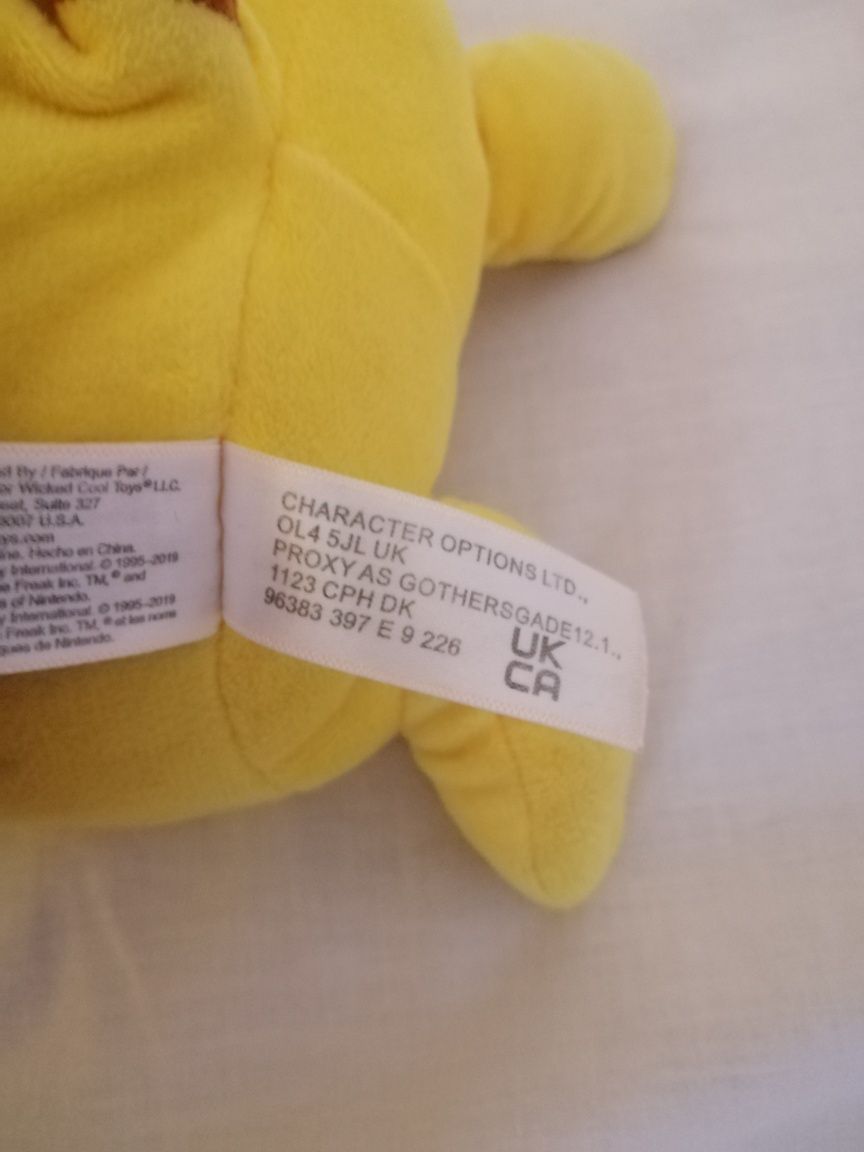 By / Fabrique Par /
Wicked Cool Toys® LLC.
Suite 327
U.S.A.
Hecho en China.
International. © 1995-2019
Freak Inc. TM, ® and
of Nintendo.
International. © 1995-2019
Freak Inc. TM, ® et les noms
de Nintendo.
CHARACTER OPTIONS LTD.,
OL4 5JL UK
PROXY AS GOTHERSGADE12.1.,
1123 CPH DK
96383 397 E 9 226
UK
CA